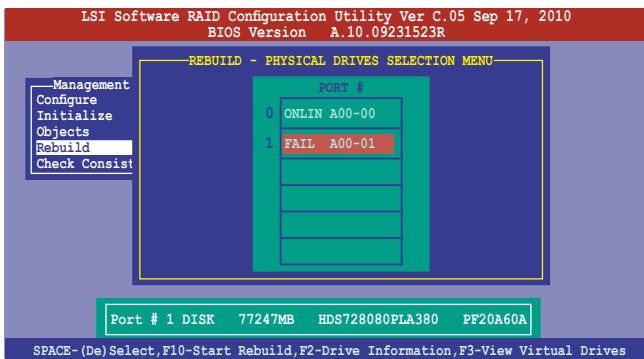 LSI Software RAID Configuration Utility Ver C.05 Sep 17, 2010
BIOS Version A.10.09231523R
REBUILD - PHYSICAL DRIVES SELECTION MENU
Management
Configure
Initialize
Objects
Rebuild
Check Consist
PORT #
0 ONLIN A00-00
1 FAIL A00-01
Port # 1 DISK 77247MB HDS728080PLA380 PF20A60A
SPACE-(De)Select,F10-Start Rebuild,F2-Drive Information,F3-View Virtual Drives